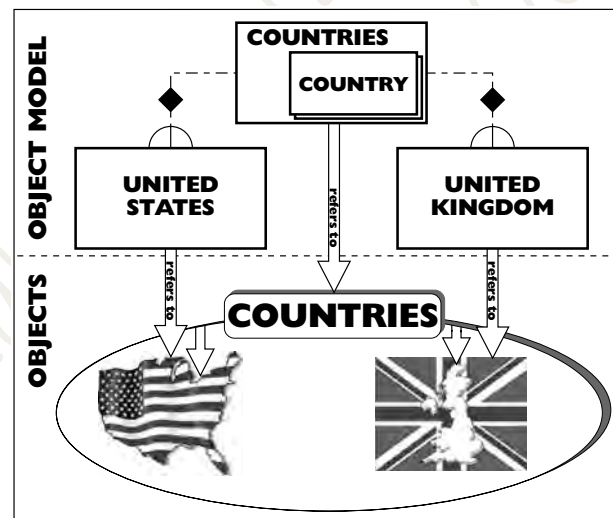 COUNTRIES
COUNTRY
OBJECT MODEL
UNITED
STATES
UNITED
KINGDOM
refers to
refers to
refers to
OBJECTS
COUNTRIES